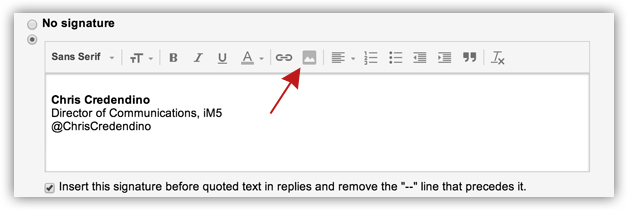 No signature
Sans Serif
Chris Credendino
Director of Communications, iM5
@ChrisCredendino
Insert this signature before quoted text in replies and remove the "--" line that precedes it.